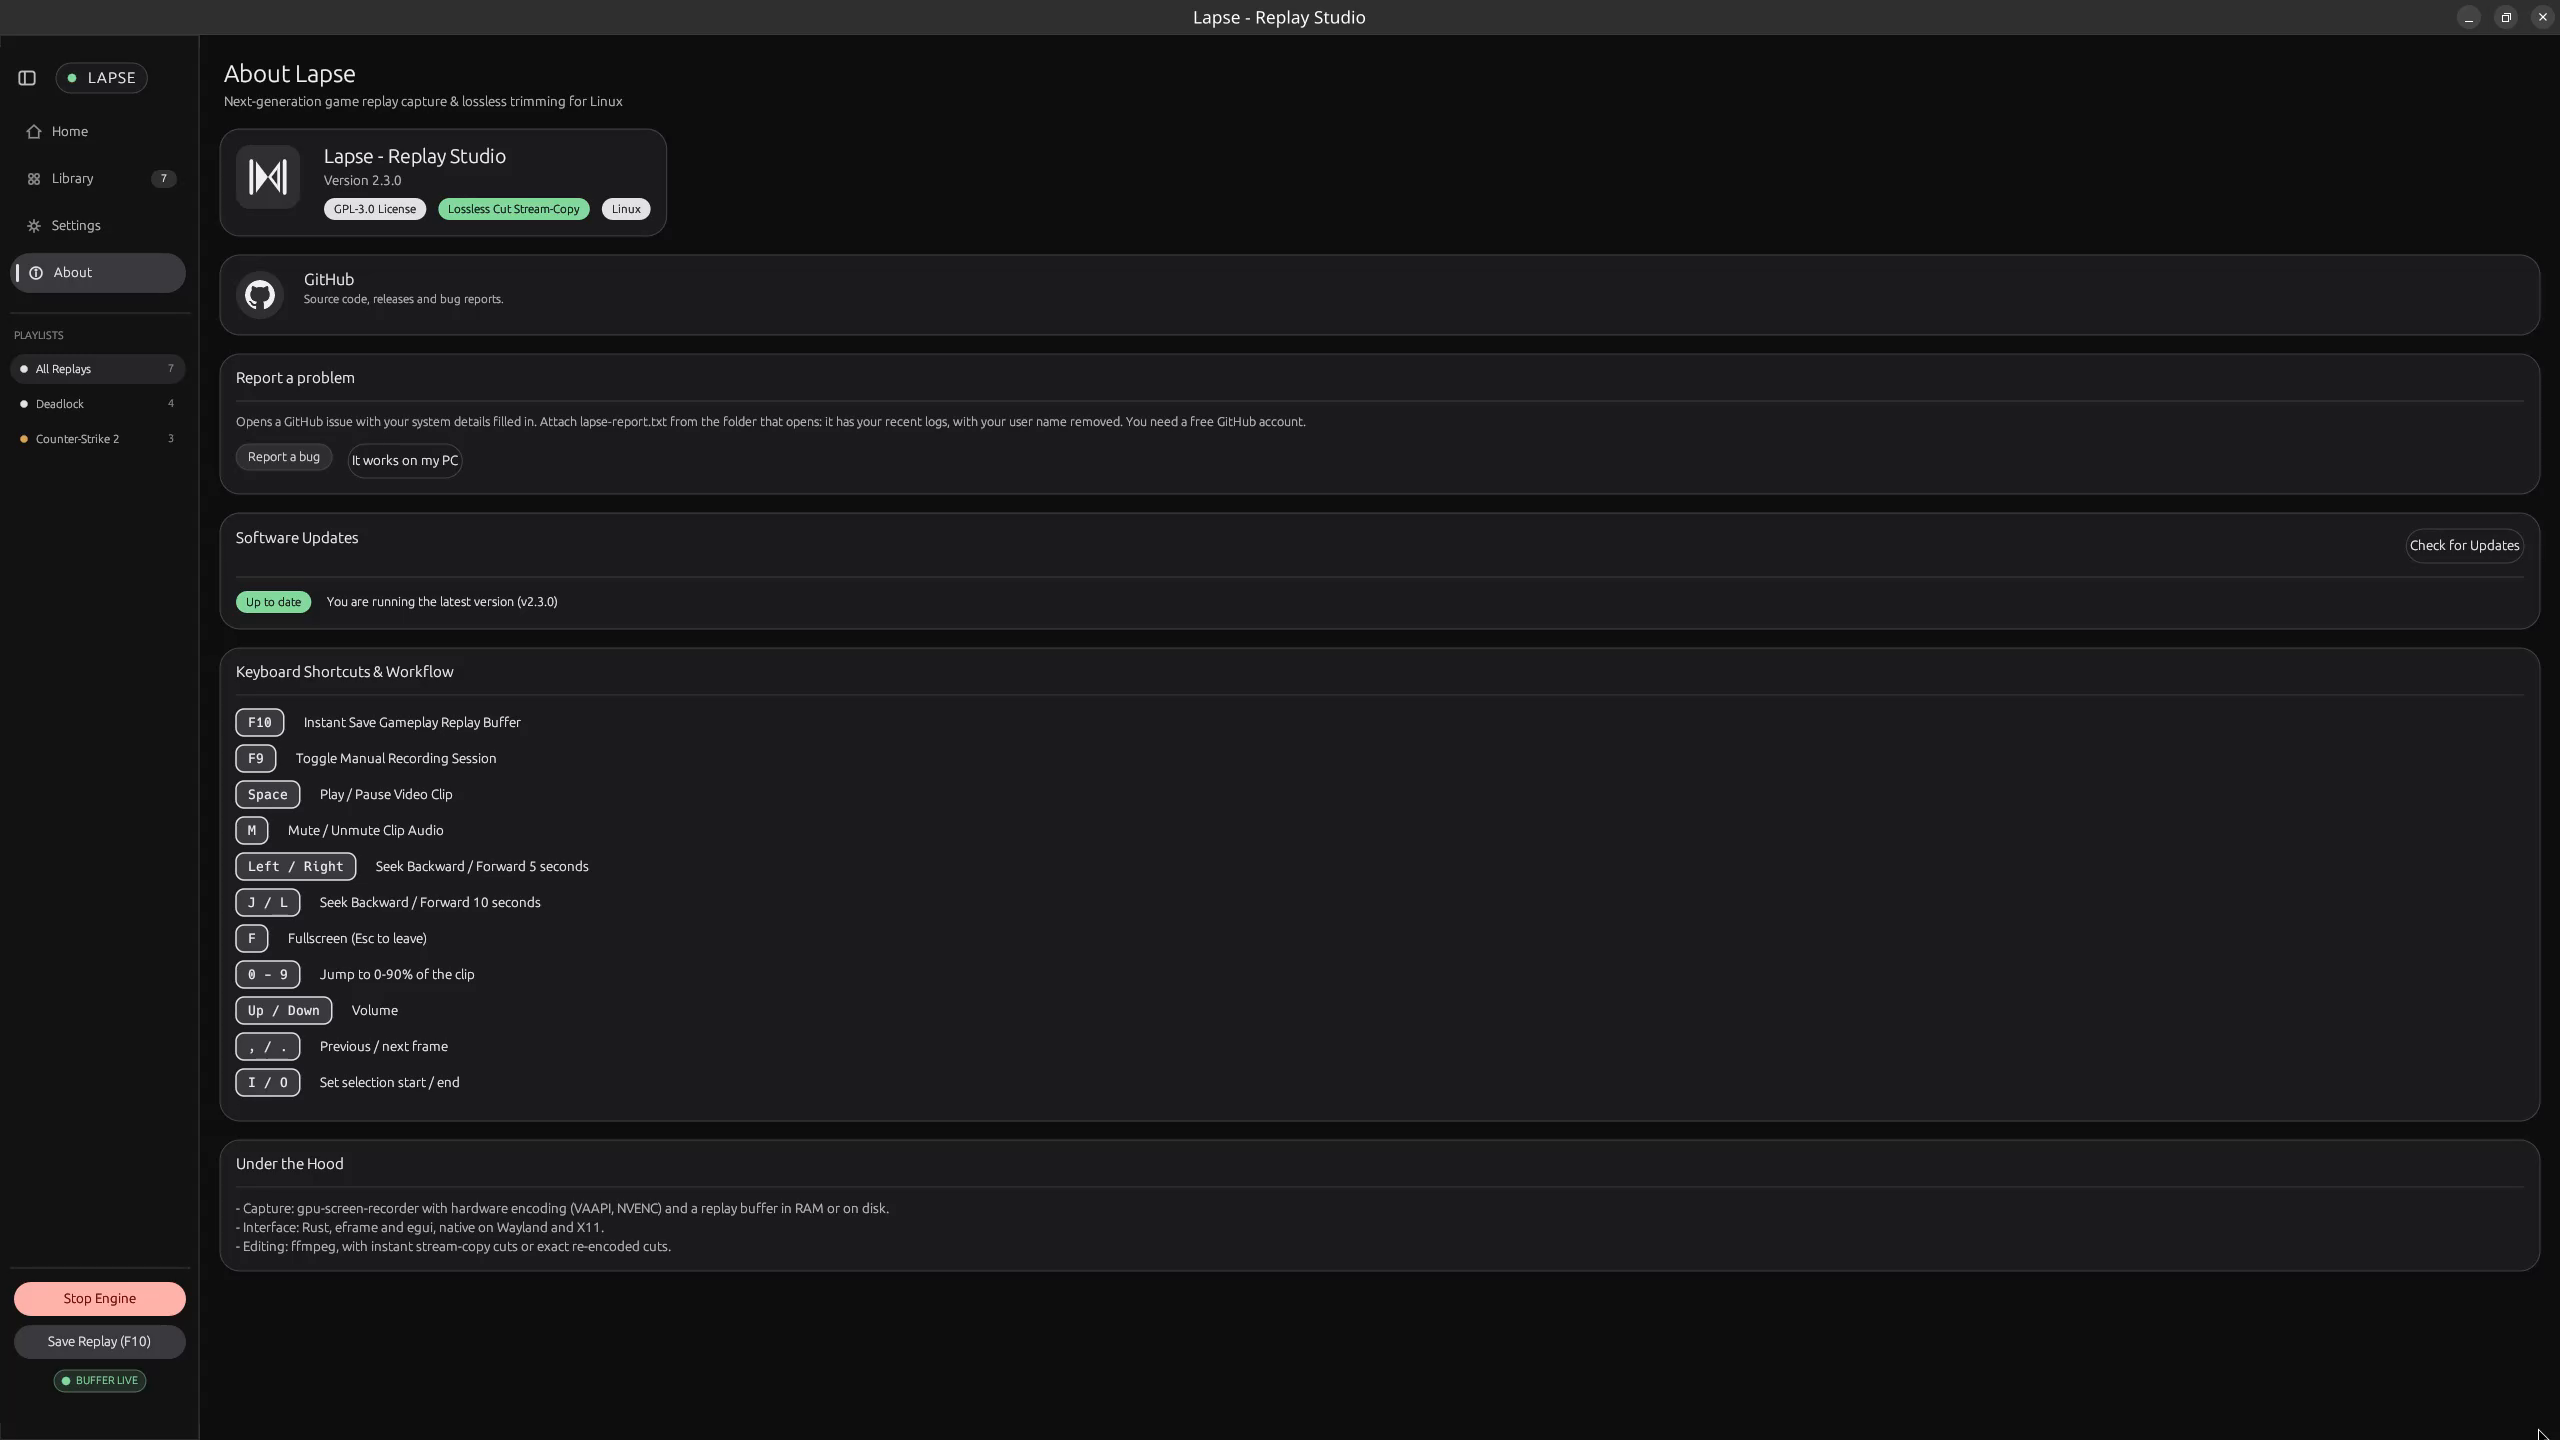 Lapse - Replay Studio
LAPSE
Home
Library 7
Settings
About
PLAYLISTS
All Replays 7
Deadlock 4
Counter-Strike 2 3
Stop Engine
Save Replay (F10)
BUFFER LIVE
About Lapse
Next-generation game replay capture & lossless trimming for Linux
Lapse - Replay Studio
Version 2.3.0
GPL-3.0 License Lossless Cut Stream-Copy Linux
GitHub
Source code, releases and bug reports.
Report a problem
Opens a GitHub issue with your system details filled in. Attach lapse-report.txt from the folder that opens: it has your recent logs, with your user name removed. You need a free GitHub account.
Report a bug It works on my PC
Software Updates Check for Updates
Up to date You are running the latest version (v2.3.0)
Keyboard Shortcuts & Workflow
F10 Instant Save Gameplay Replay Buffer
F9 Toggle Manual Recording Session
Space Play / Pause Video Clip
M Mute / Unmute Clip Audio
Left / Right Seek Backward / Forward 5 seconds
J / L Seek Backward / Forward 10 seconds
F Fullscreen (Esc to leave)
0 - 9 Jump to 0-90% of the clip
Up / Down Volume
, / . Previous / next frame
I / O Set selection start / end
Under the Hood
- Capture: gpu-screen-recorder with hardware encoding (VAAPI, NVENC) and a replay buffer in RAM or on disk.
- Interface: Rust, eframe and egui, native on Wayland and X11.
- Editing: ffmpeg, with instant stream-copy cuts or exact re-encoded cuts.